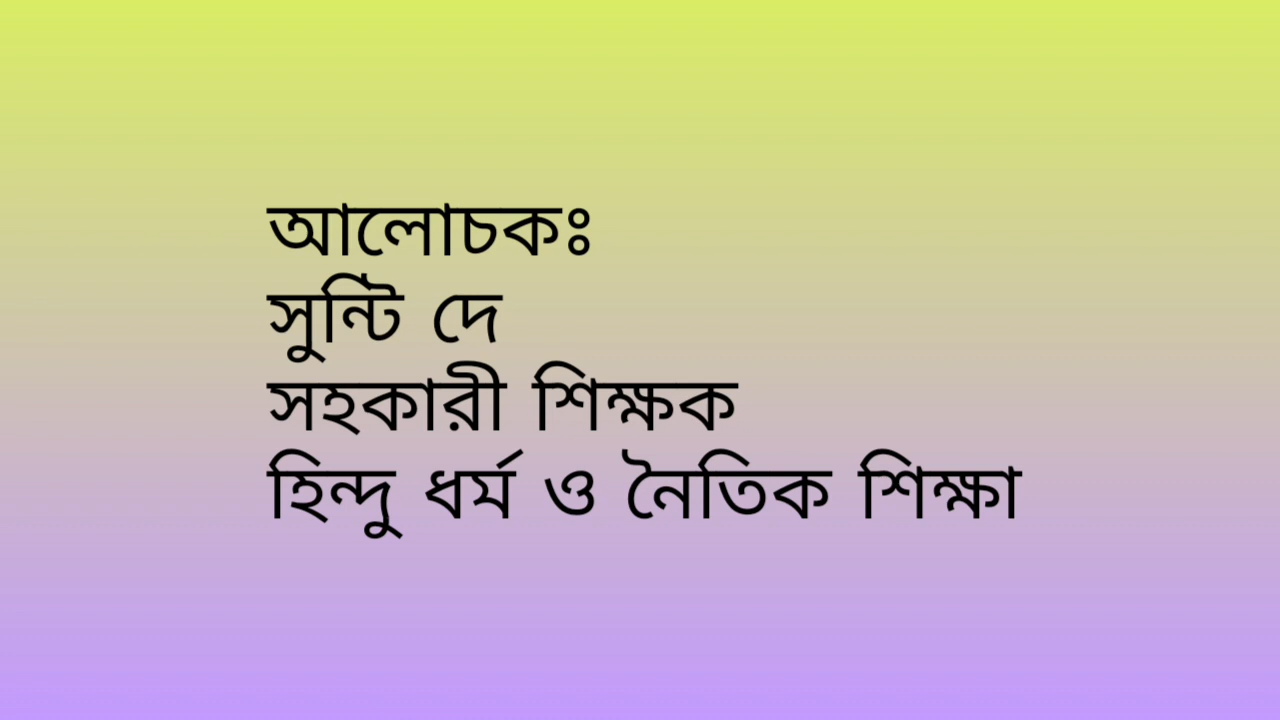 আলোচকঃ
সুন্টি দে
সহকারী শিক্ষক
হিন্দু ধর্ম ও নৈতিক শিক্ষা